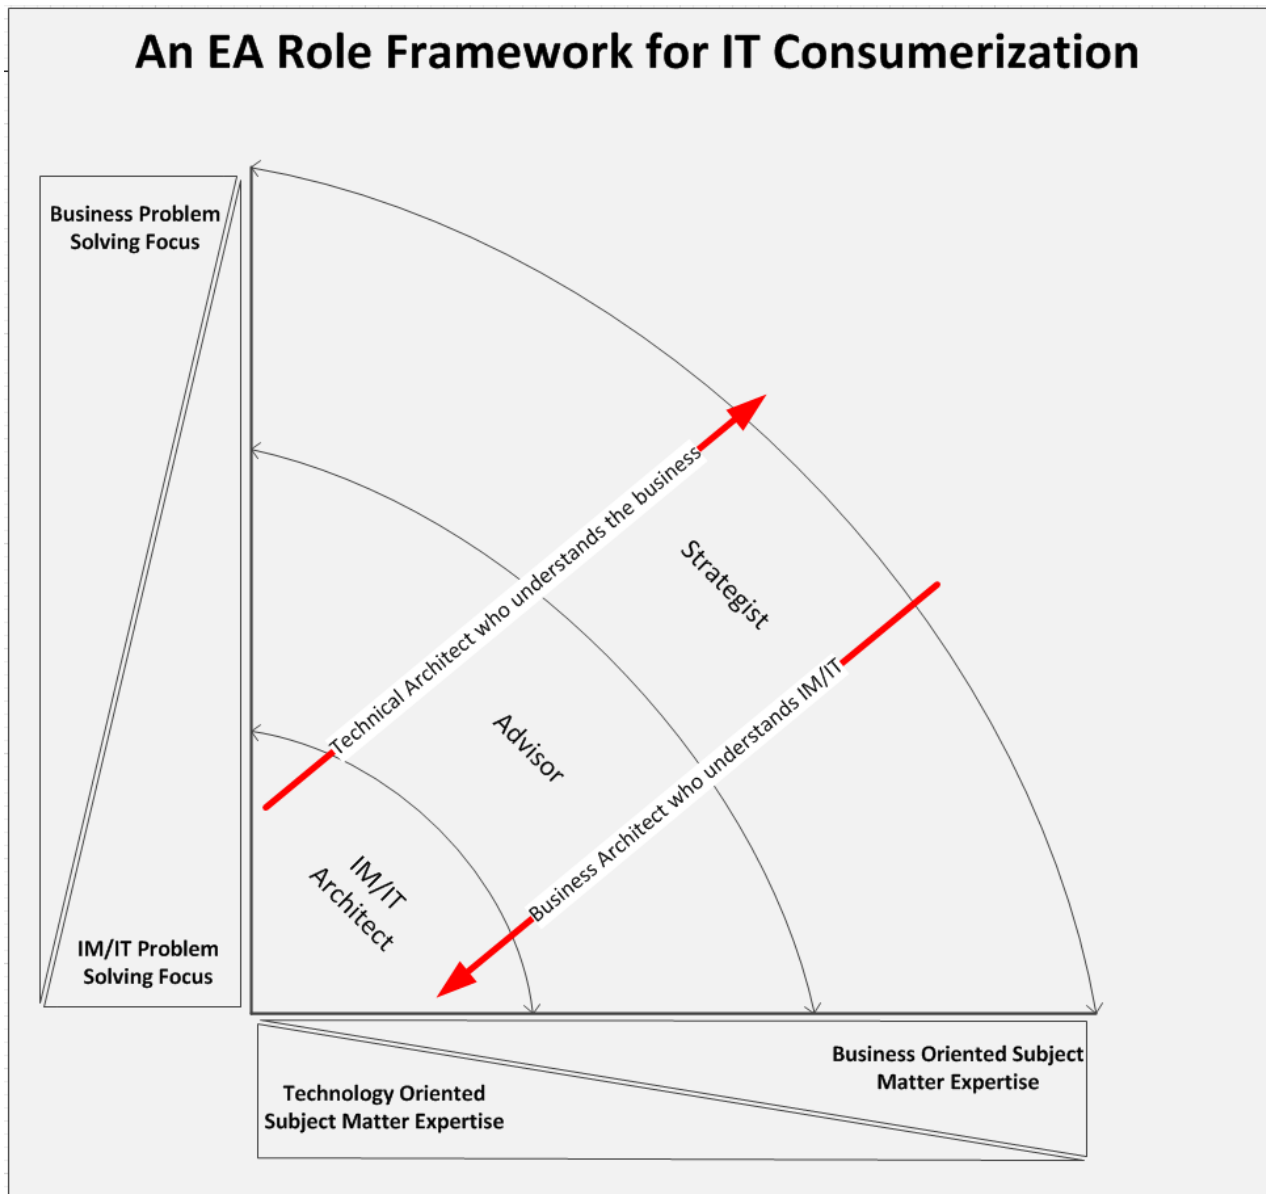 An EA Role Framework for IT Consumerization
Business Problem
Solving Focus
Technical Architect who understands the business
Strategist
Business Architect who understands IM/IT
Advisor
IM/IT
Architect
IM/IT Problem
Solving Focus
Business Oriented Subject
Matter Expertise
Technology Oriented
Subject Matter Expertise